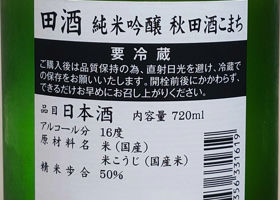 田酒 純米吟醸 秋田酒こまち
要冷蔵
ご購入後は品質保持の為、直射日光を避け、冷蔵で
の保存をお願いいたします。開栓前後にかかわらず、
できるだけお早めにお召し上がりください。
品目 日本酒 内容量 720ml
アルコール分 16度
原材料名 米(国産)
米こうじ(国産米)
精米歩合 50%
356331619